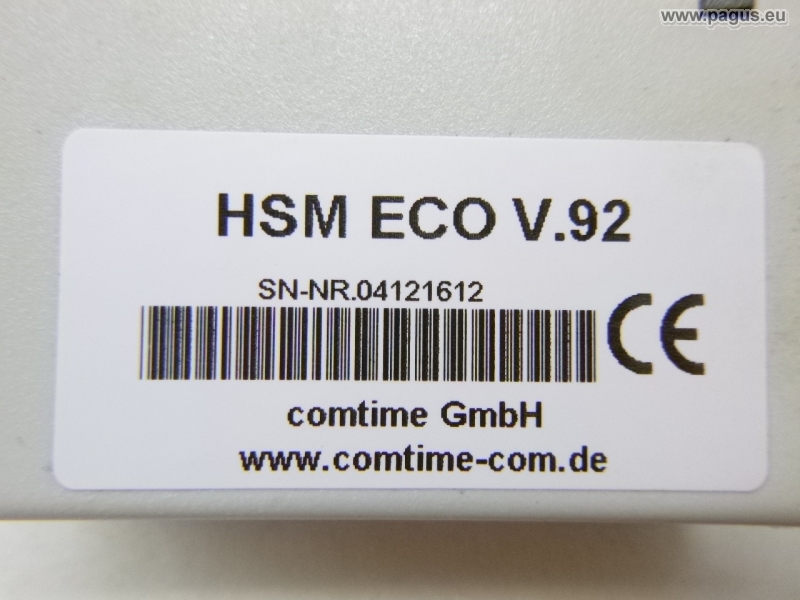 www.pagus.eu
HSM ECO V.92
SN-NR.04121612
CE
comtime GmbH
www.comtime-com.de